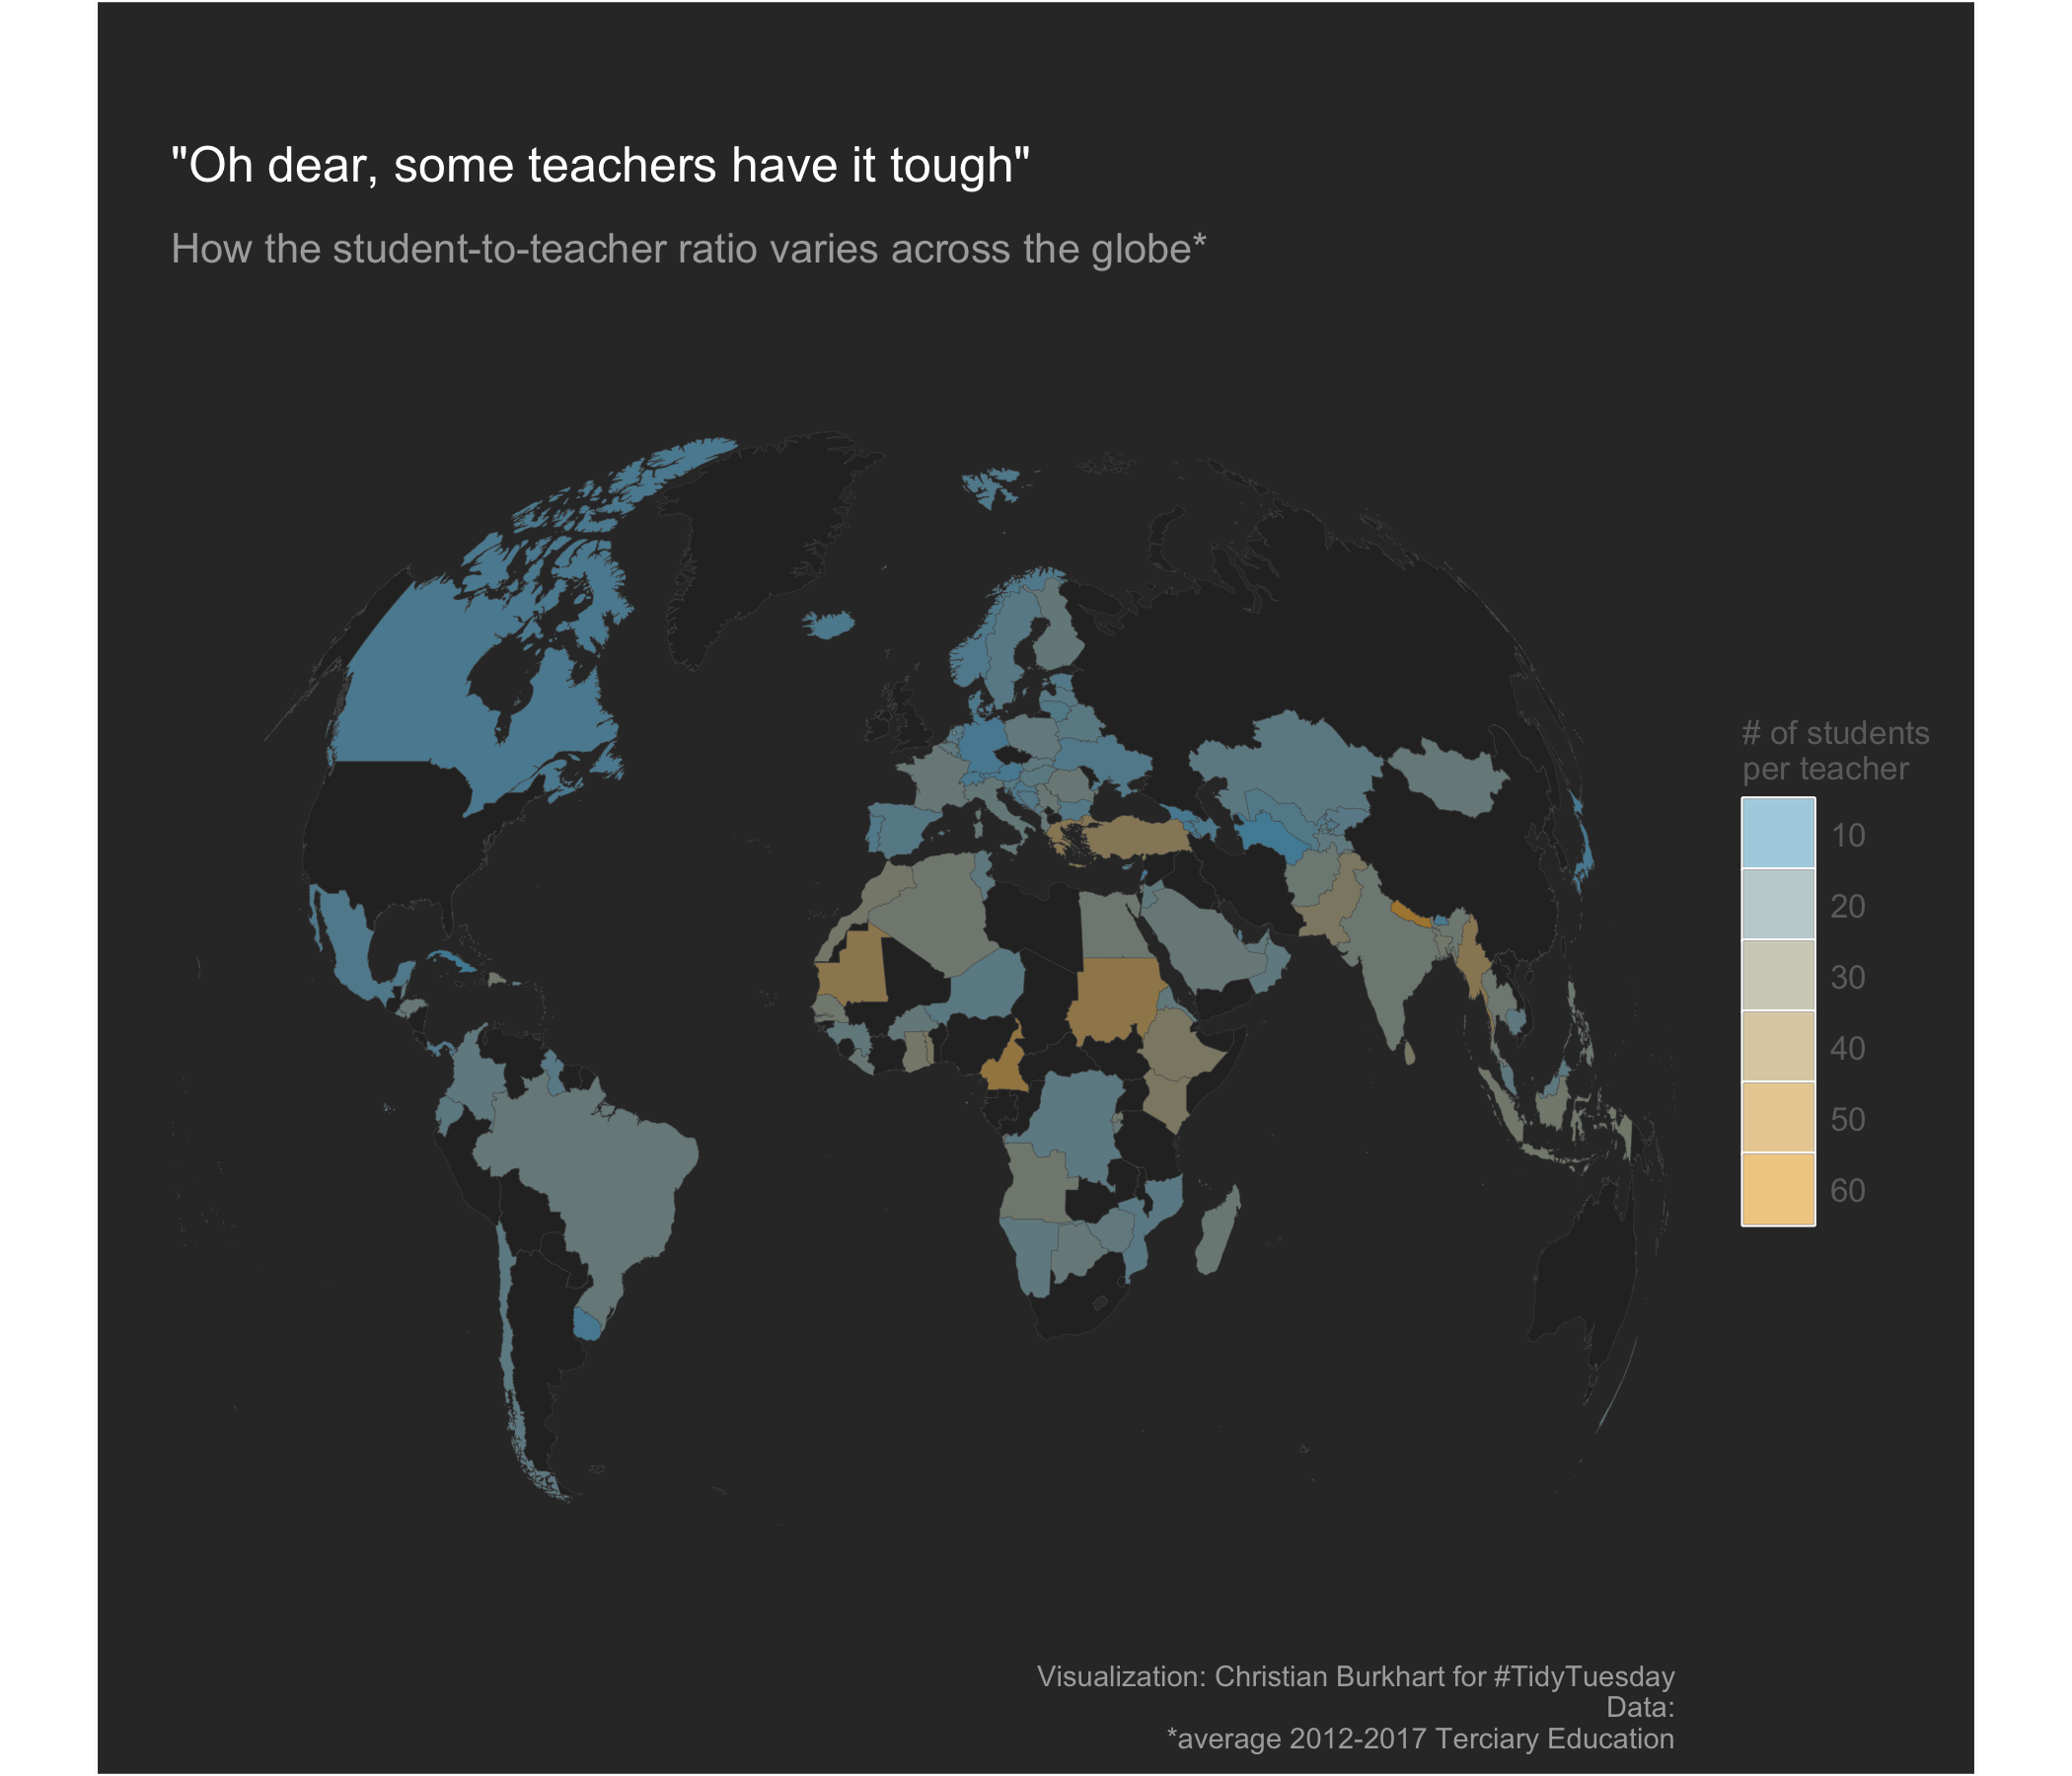 "Oh dear, some teachers have it tough"
How the student-to-teacher ratio varies across the globe*
# of students
per teacher
10
20
30
40
50
60
Visualization: Christian Burkhart for #TidyTuesday
Data:
*average 2012-2017 Terciary Education